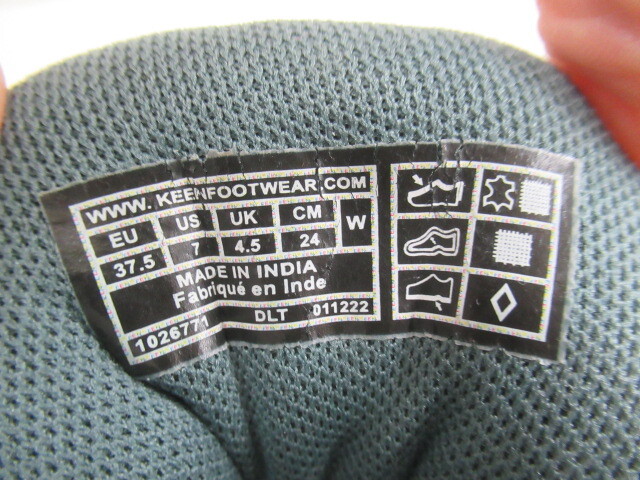 WWW. KEENFOOTWEAR.COM
EU US UK CM W
37.5 7 4.5 24
MADE IN INDIA
Fabriqué en Inde
1026771 DLT 011222